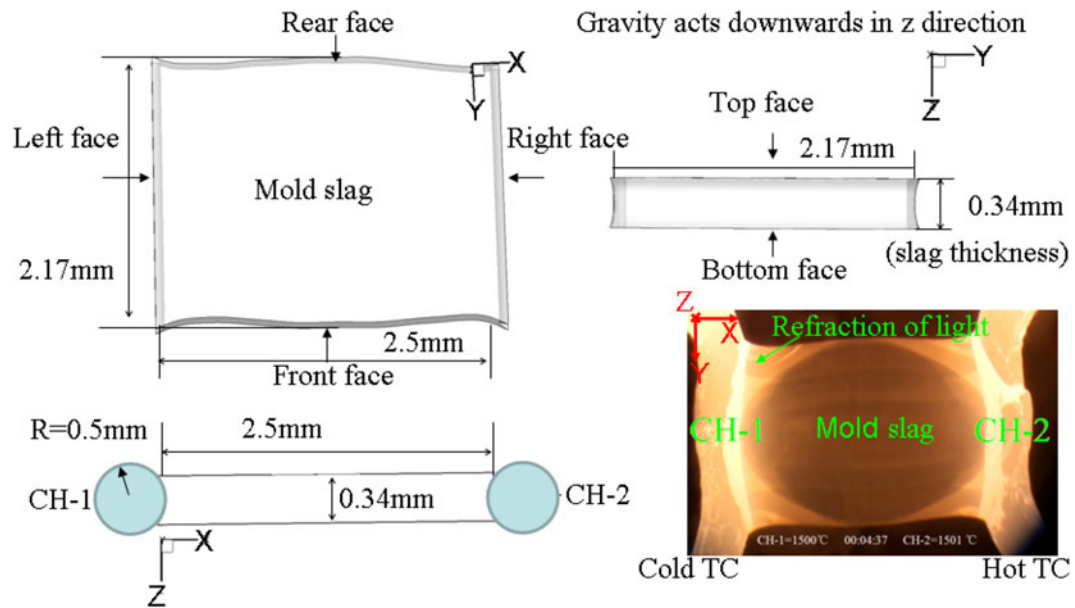 Rear face
Gravity acts downwards in z direction
X
Y
Y
Z
Top face
Left face
Right face
2.17mm
Mold slag
0.34mm
(slag thickness)
2.17mm
Bottom face
2.5mm
Front face
Z
X
Y
Refraction of light
R=0.5mm
2.5mm
CH-1
Mold slag
CH-2
CH-1
0.34mm
CH-2
X
Z
CH-1=1500℃ 00:04:37 CH-2=1501 ℃
Cold TC
Hot TC